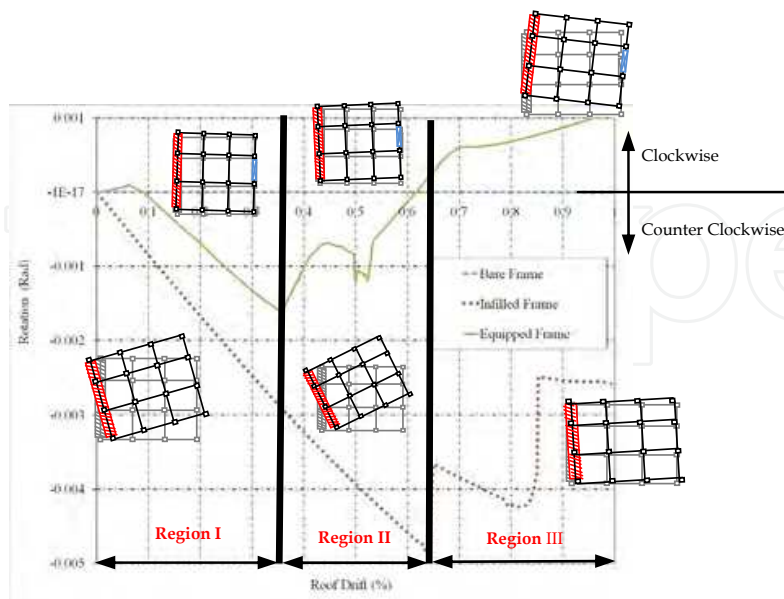 0.001
Clockwise
-1E-17
0
0.1
0.2
0.4
0.5
0.6
0.7
0.8
0.9
1
Counter Clockwise
-0.001
Rotation (Rad)
Bare Frame
Infilled Frame
Equipped Frame
-0.002
-0.003
-0.004
Region I
Region II
Region III
-0.005
Roof Drift (%)